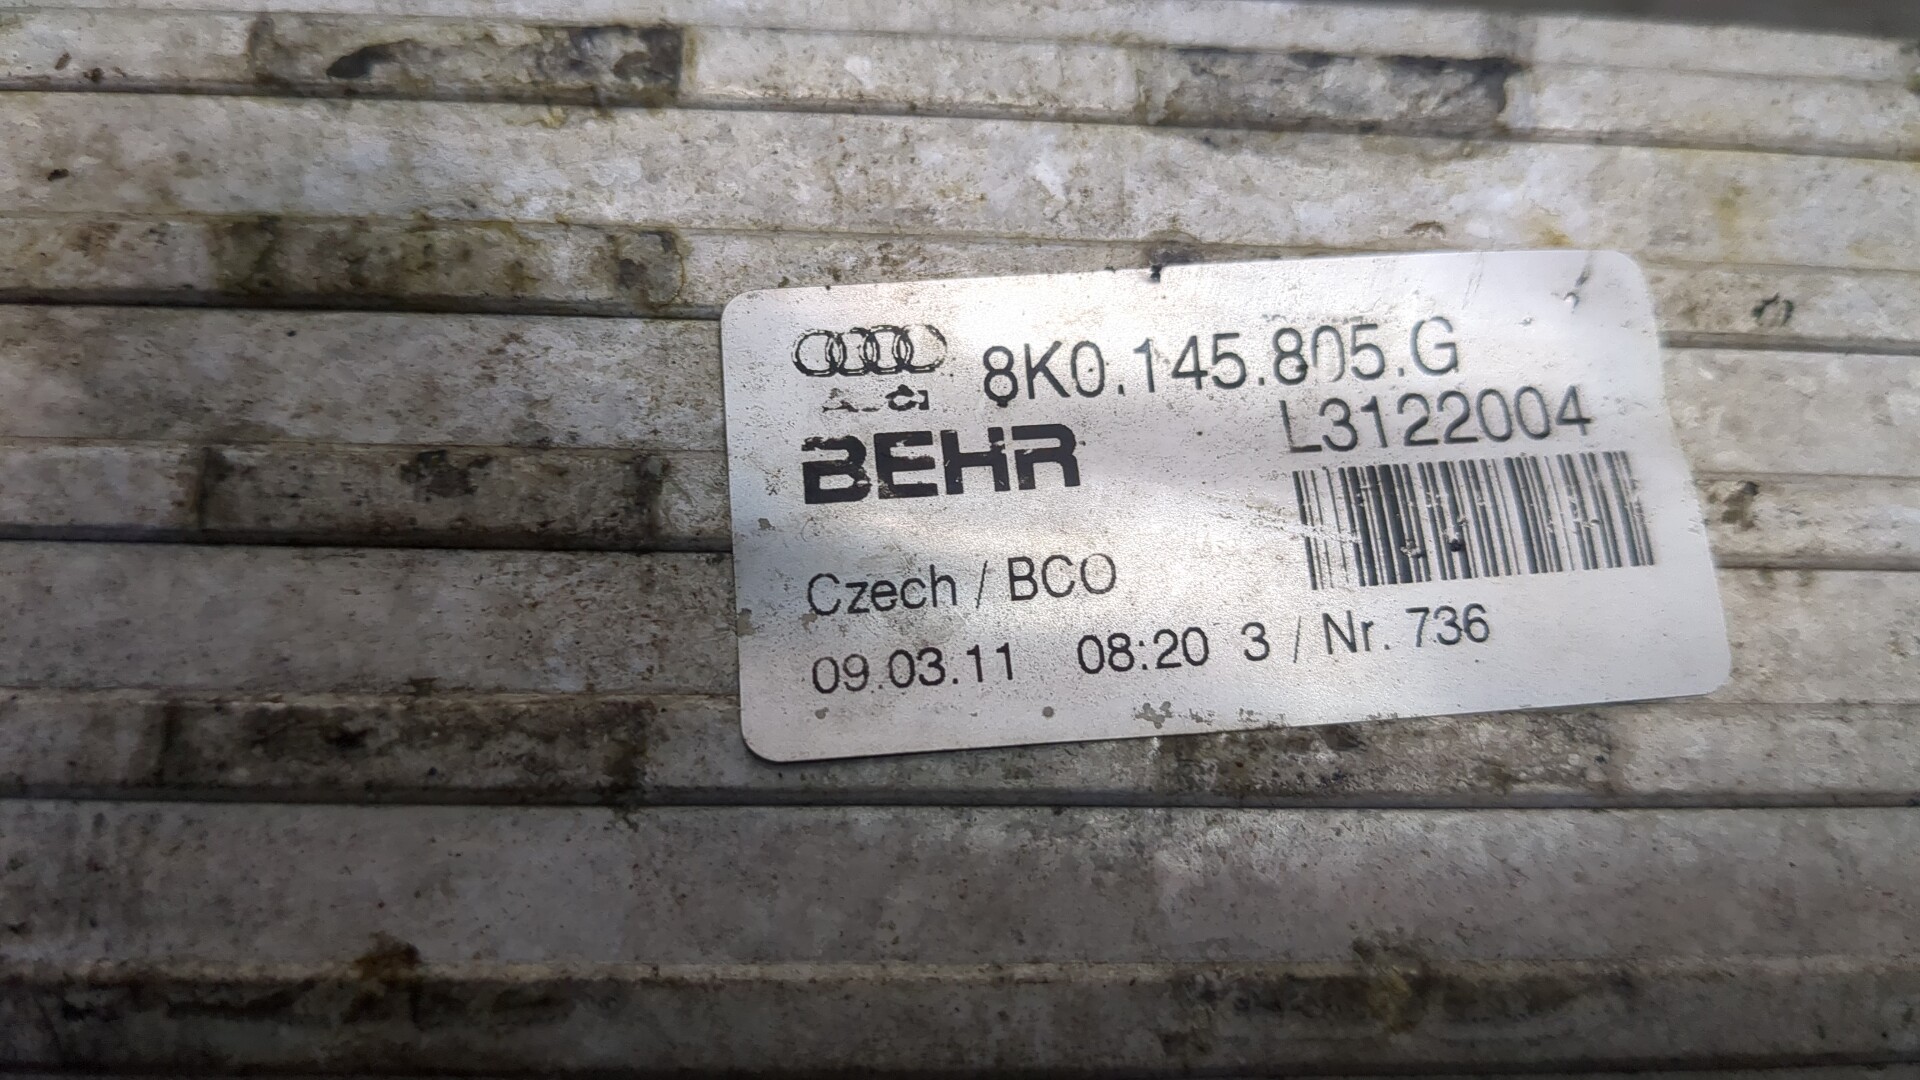 8K0.145.805.G
L3122004
BEHR
Czech / BCO
09.03.11 08:20 3 / Nr. 736